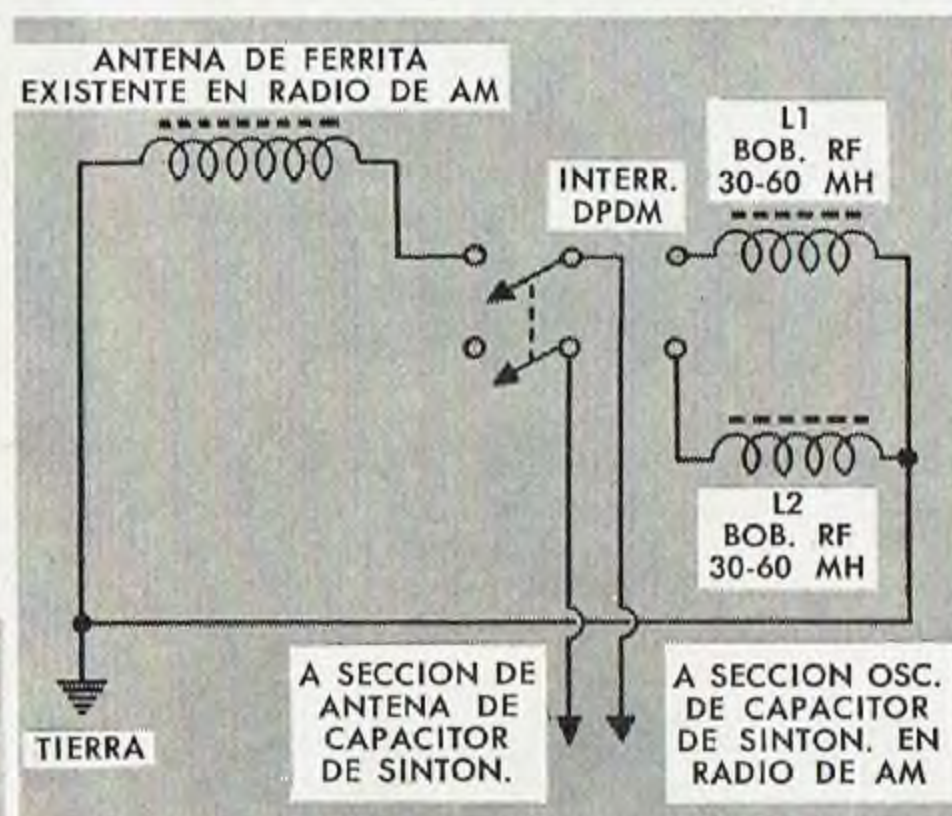 ANTENA DE FERRITA
EXISTENTE EN RADIO DE AM
L1
BOB. RF
30-60 MH
INTERR.
DPDM
L2
BOB. RF
30-60 MH
TIERRA
A SECCION DE
ANTENA DE
CAPACITOR
DE SINTON.
A SECCION OSC.
DE CAPACITOR
DE SINTON. EN
RADIO DE AM